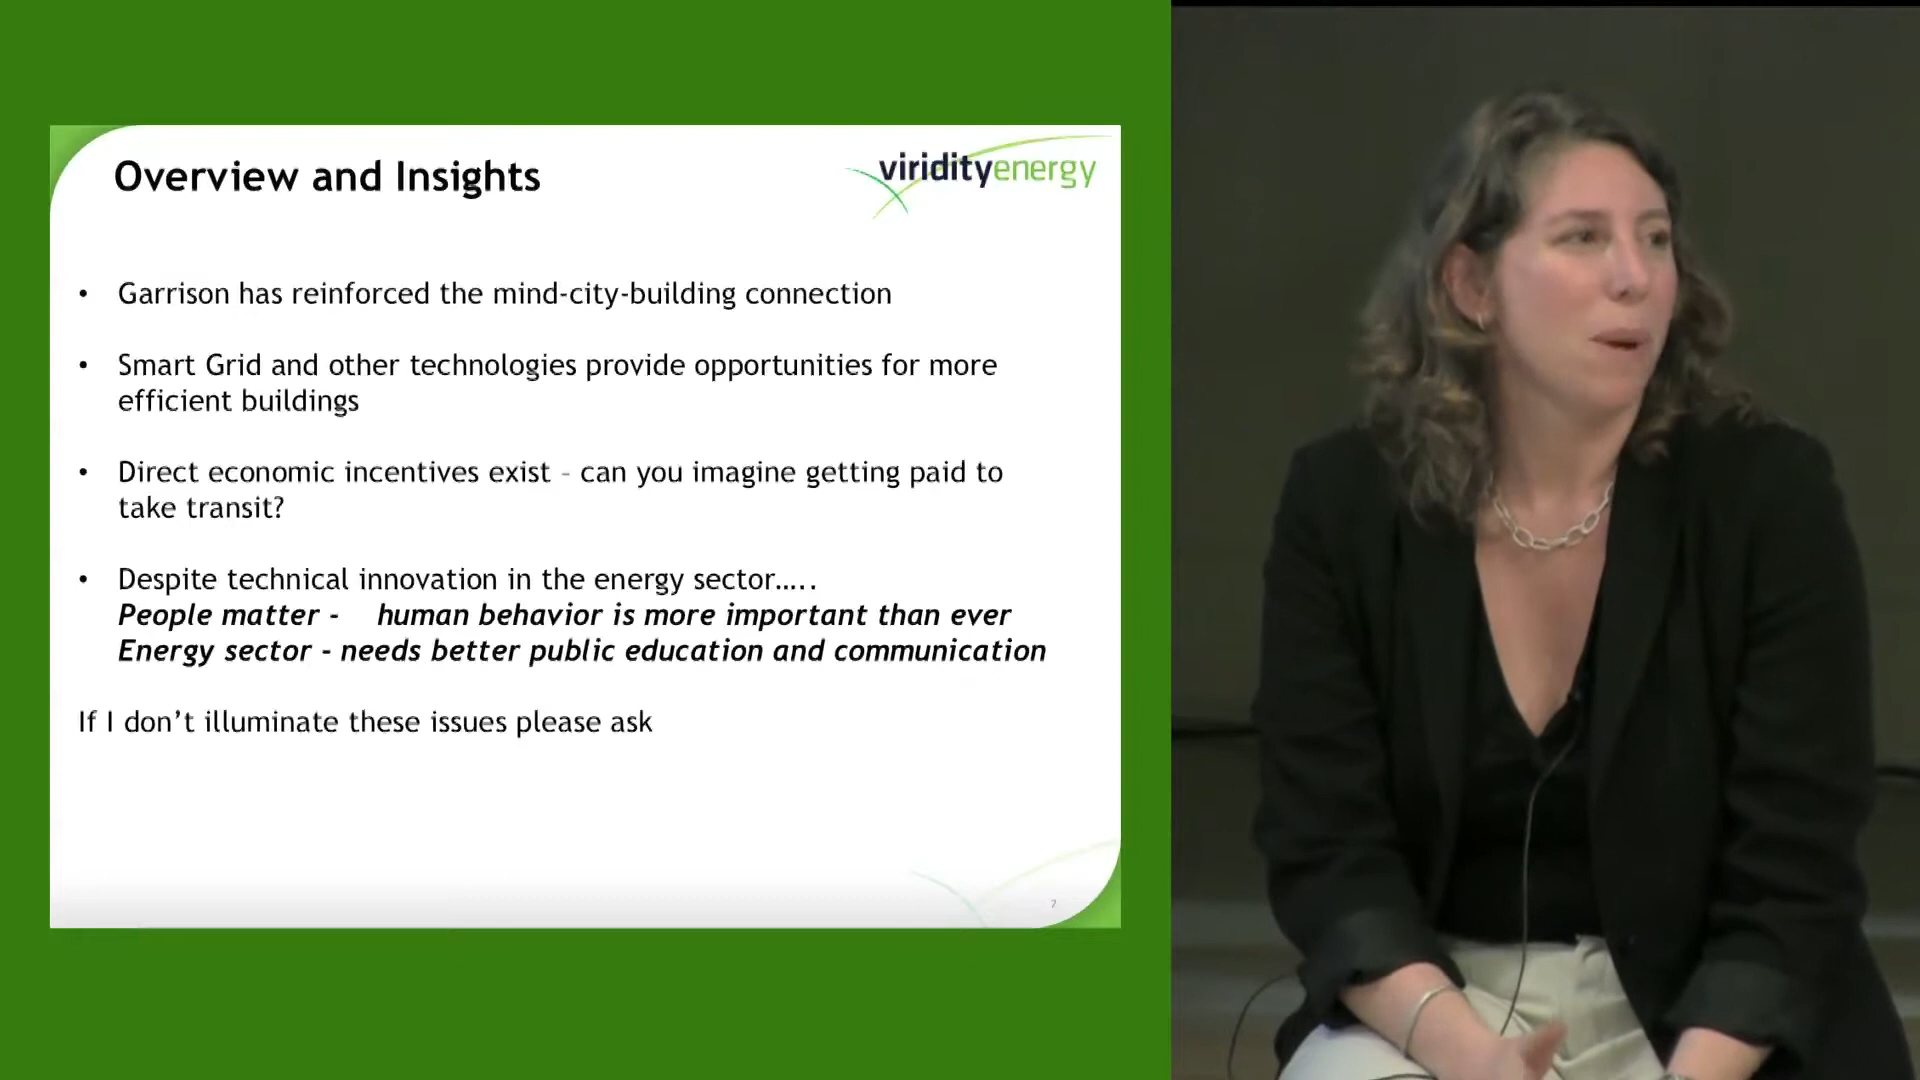 Overview and Insights
viridityenergy
• Garrison has reinforced the mind-city-building connection
• Smart Grid and other technologies provide opportunities for more
efficient buildings
• Direct economic incentives exist – can you imagine getting paid to
take transit?
• Despite technical innovation in the energy sector…..
People matter - human behavior is more important than ever
Energy sector - needs better public education and communication
If I don't illuminate these issues please ask
7